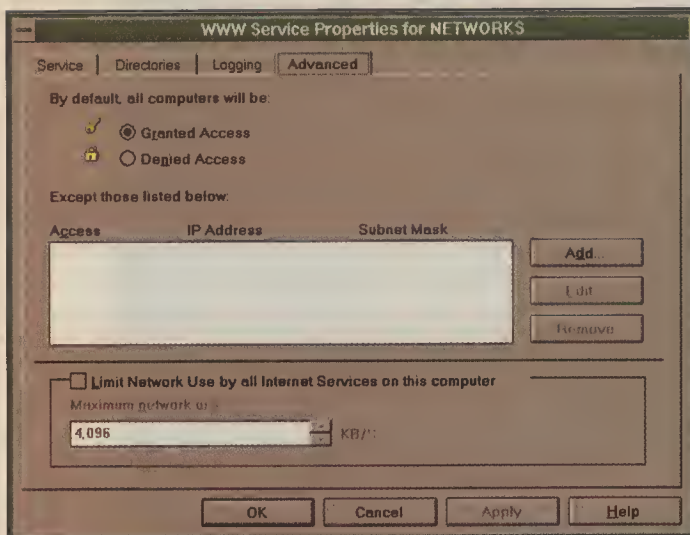 WWW Service Properties for NETWORKS
Service | Directories | Logging | Advanced
By default, all computers will be:
Granted Access
Denied Access
Except those listed below:
Access IP Address Subnet Mask
Add...
Edit
Remove
Limit Network Use by all Internet Services on this computer
Maximum network
4,096
OK Cancel Apply Help